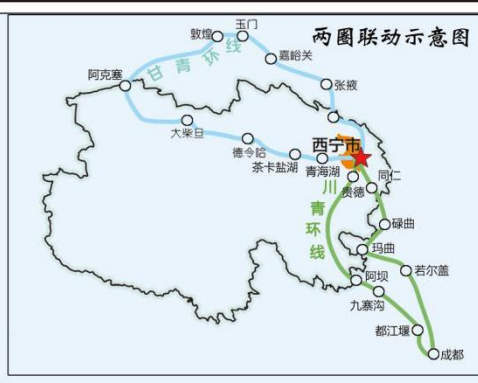 两圈联动示意图
玉门
敦煌
嘉峪关
甘青环线
阿克塞
张掖
大柴旦
西宁市
德令哈
茶卡盐湖
青海湖
同仁
贵德
川青环线
碌曲
玛曲
若尔盖
阿坝
九寨沟
都江堰
成都